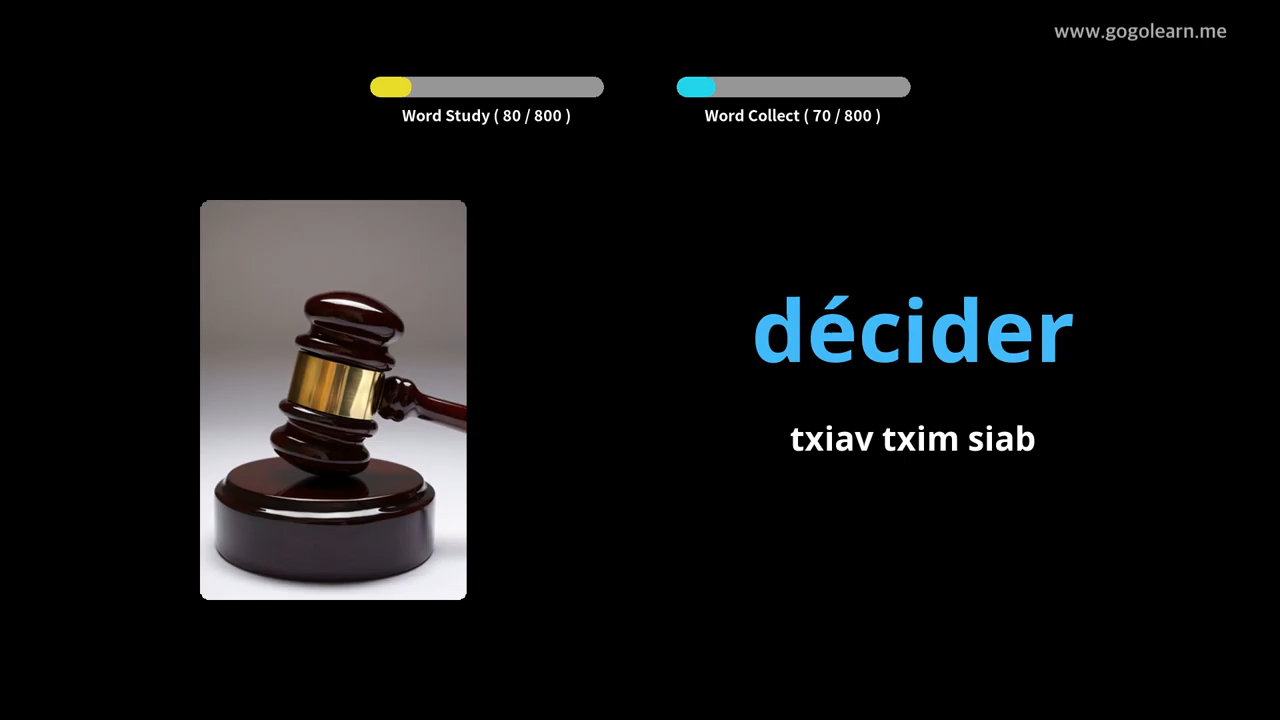 www.gogolearn.me
Word Study ( 80 / 800 )
Word Collect ( 70 / 800 )
décider
txiav txim siab